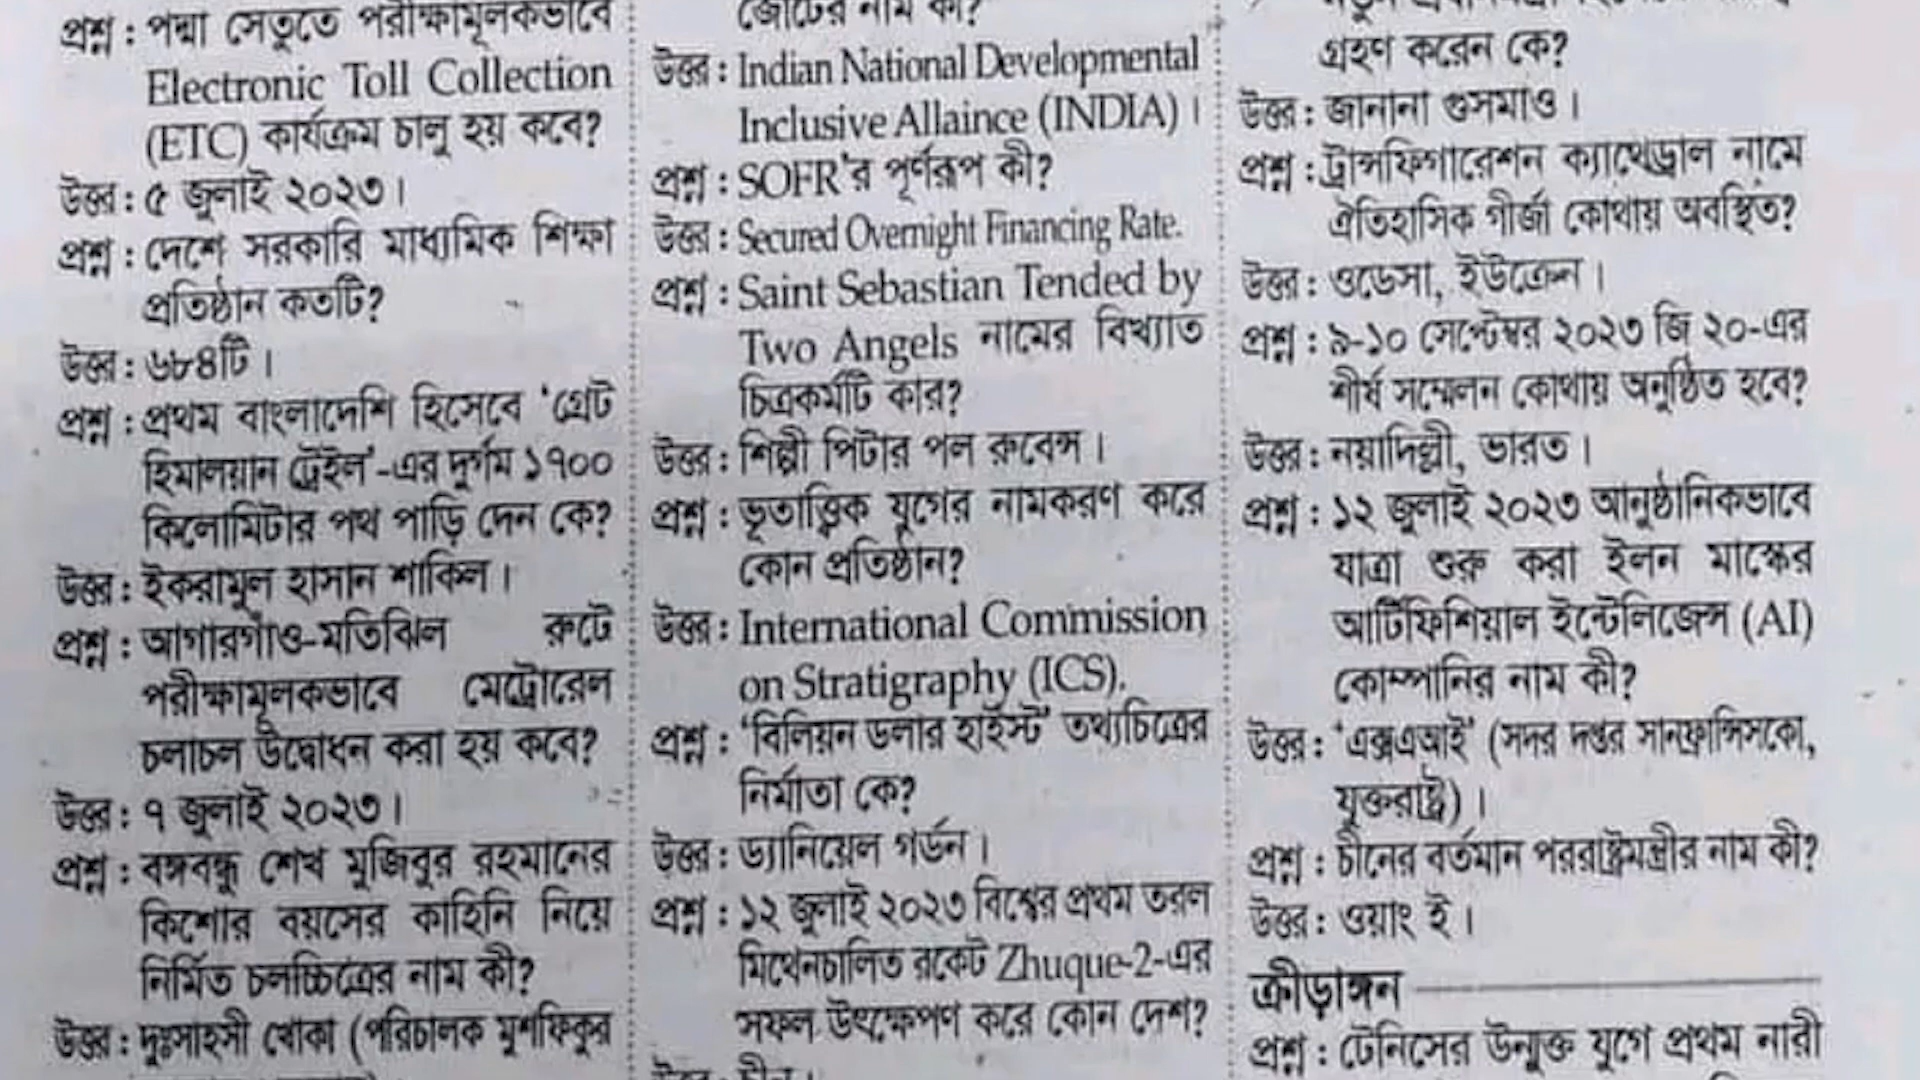 প্রশ্ন : পদ্মা সেতুতে পরীক্ষামূলকভাবে
Electronic Toll Collection
(ETC) কার্যক্রম চালু হয় কবে?
উত্তর : ৫ জুলাই ২০২৩।
প্রশ্ন : দেশে সরকারি মাধ্যমিক শিক্ষা
প্রতিষ্ঠান কতটি?
উত্তর : ৬৮৪টি।
প্রশ্ন : প্রথম বাংলাদেশি হিসেবে ‘গ্রেট
হিমালয়ান ট্রেইল’-এর দুর্গম ১৭০০
কিলোমিটার পথ পাড়ি দেন কে?
উত্তর : ইকরামুল হাসান শাকিল।
প্রশ্ন : আগারগাঁও-মতিঝিল রুটে
পরীক্ষামূলকভাবে মেট্রোরেল
চলাচল উদ্বোধন করা হয় কবে?
উত্তর : ৭ জুলাই ২০২৩।
প্রশ্ন : বঙ্গবন্ধু শেখ মুজিবুর রহমানের
কিশোর বয়সের কাহিনি নিয়ে
নির্মিত চলচ্চিত্রের নাম কী?
উত্তর : দুঃসাহসী খোকা (পরিচালক মুশফিকুর
জোটের নাম কী?
উত্তর : Indian National Developmental
Inclusive Allaince (INDIA)।
প্রশ্ন : SOFR'র পূর্ণরূপ কী?
উত্তর : Secured Overnight Financing Rate.
প্রশ্ন : Saint Sebastian Tended by
Two Angels নামের বিখ্যাত
চিত্রকর্মটি কার?
উত্তর : শিল্পী পিটার পল রুবেন্স।
প্রশ্ন : ভূতাত্ত্বিক যুগের নামকরণ করে
কোন প্রতিষ্ঠান?
উত্তর : International Commission
on Stratigraphy (ICS).
প্রশ্ন : ‘বিলিয়ন ডলার হাইস্ট’ তথ্যচিত্রের
নির্মাতা কে?
উত্তর : ড্যানিয়েল গর্ডন।
প্রশ্ন : ১২ জুলাই ২০২৩ বিশ্বের প্রথম তরল
মিথেনচালিত রকেট Zhuque-2-এর
সফল উৎক্ষেপণ করে কোন দেশ?
উত্তর : চীন।
গ্রহণ করেন কে?
উত্তর : জানানা গুসমাও।
প্রশ্ন : ট্রান্সফিগারেশন ক্যাথেড্রাল নামে
ঐতিহাসিক গীর্জা কোথায় অবস্থিত?
উত্তর : ওডেসা, ইউক্রেন।
প্রশ্ন : ৯-১০ সেপ্টেম্বর ২০২৩ জি ২০-এর
শীর্ষ সম্মেলন কোথায় অনুষ্ঠিত হবে?
উত্তর : নয়াদিল্লী, ভারত।
প্রশ্ন : ১২ জুলাই ২০২৩ আনুষ্ঠানিকভাবে
যাত্রা শুরু করা ইলন মাস্কের
আর্টিফিশিয়াল ইন্টেলিজেন্স (AI)
কোম্পানির নাম কী?
উত্তর : ‘এক্সএআই’ (সদর দপ্তর সানফ্রান্সিসকো,
যুক্তরাষ্ট্র)।
প্রশ্ন : চীনের বর্তমান পররাষ্ট্রমন্ত্রীর নাম কী?
উত্তর : ওয়াং ই।
ক্রীড়াঙ্গন
প্রশ্ন : টেনিসের উন্মুক্ত যুগে প্রথম নারী